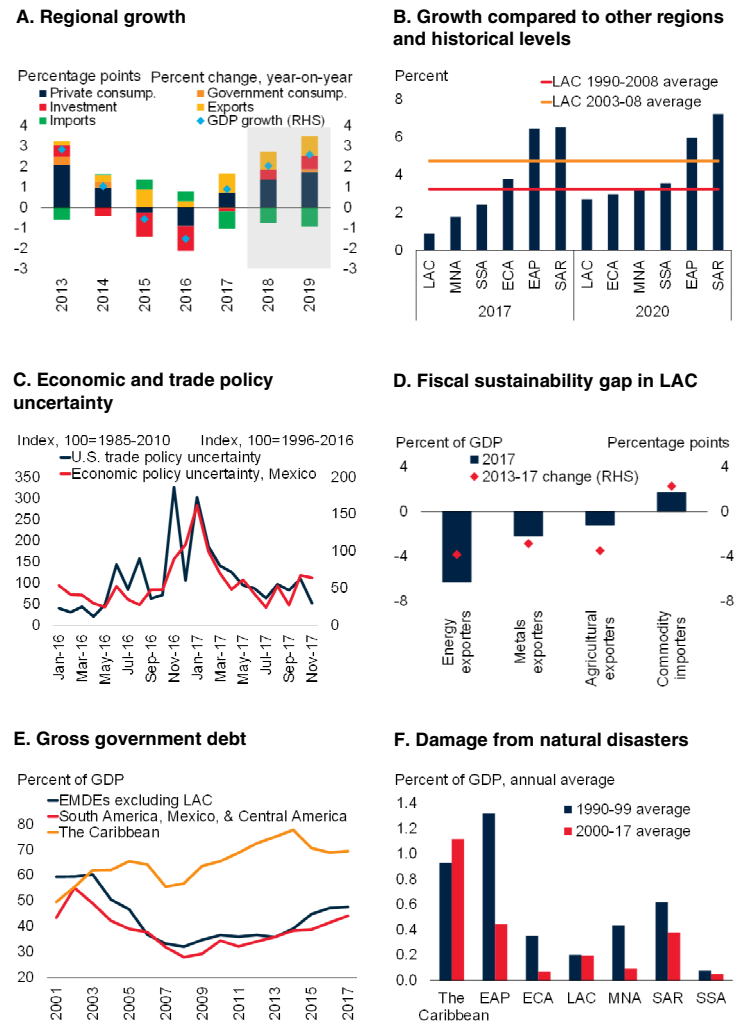 A. Regional growth
Percentage points Percent change, year-on-year
Private consump. Government consump.
Investment Exports
Imports GDP growth (RHS)
4 4
3 3
2 2
1 1
0 0
-1 -1
-2 -2
-3 -3
2013 2014 2015 2016 2017 2018 2019
B. Growth compared to other regions
and historical levels
Percent
LAC 1990-2008 average
LAC 2003-08 average
8
6
4
2
0
LAC MNA SSA ECA EAP SAR LAC ECA MNA SSA EAP SAR
2017 2020
C. Economic and trade policy
uncertainty
Index, 100=1985-2010 Index, 100=1996-2016
U.S. trade policy uncertainty
Economic policy uncertainty, Mexico
350 200
300
250 150
200
150 100
100
50 50
0 0
Jan-16 Mar-16 May-16 Jul-16 Sep-16 Nov-16 Jan-17 Mar-17 May-17 Jul-17 Sep-17 Nov-17
D. Fiscal sustainability gap in LAC
Percent of GDP Percentage points
2017
2013-17 change (RHS)
4 4
0 0
-4 -4
-8 -8
Energy exporters
Metals exporters
Agricultural exporters
Commodity importers
E. Gross government debt
Percent of GDP
EMDEs excluding LAC
South America, Mexico, & Central America
The Caribbean
80
70
60
50
40
30
20
2001 2003 2005 2007 2009 2011 2013 2015 2017
F. Damage from natural disasters
Percent of GDP, annual average
1990-99 average
2000-17 average
1.4
1.2
1.0
0.8
0.6
0.4
0.2
0.0
The Caribbean EAP ECA LAC MNA SAR SSA